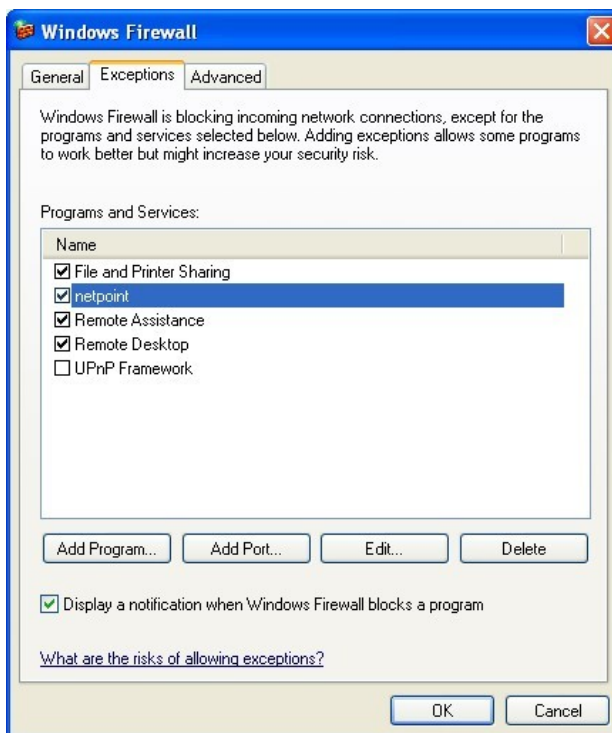 Windows Firewall
General Exceptions Advanced
Windows Firewall is blocking incoming network connections, except for the
programs and services selected below. Adding exceptions allows some programs
to work better but might increase your security risk.
Programs and Services:
Name
File and Printer Sharing
netpoint
Remote Assistance
Remote Desktop
UPnP Framework
Add Program... Add Port... Edit... Delete
Display a notification when Windows Firewall blocks a program
What are the risks of allowing exceptions?
OK Cancel